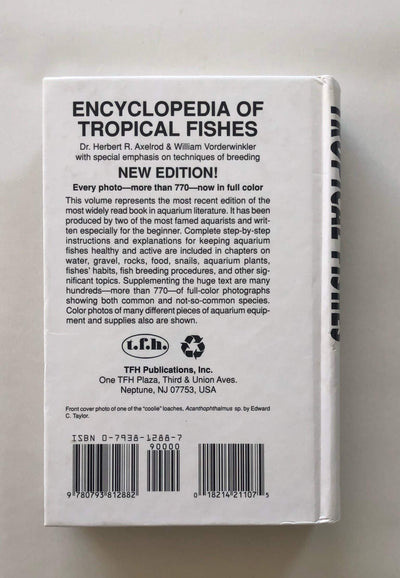 ENCYCLOPEDIA OF
TROPICAL FISHES
Dr. Herbert R. Axelrod & William Vorderwinkler
with special emphasis on techniques of breeding
NEW EDITION!
Every photo—more than 770—now in full color
This volume represents the most recent edition of the
most widely read book in aquarium literature. It has been
produced by two of the most famed aquarists and writ-
ten especially for the beginner. Complete step-by-step
instructions and explanations for keeping aquarium
fishes healthy and active are included in chapters on
water, gravel, rocks, food, snails, aquarium plants,
fishes' habits, fish breeding procedures, and other sig-
nificant topics. Supplementing the huge text are many
hundreds—more than 770—of full-color photographs
showing both common and not-so-common species.
Color photos of many different pieces of aquarium equip-
ment and supplies also are shown.
t.f.h.
TFH Publications, Inc.
One TFH Plaza, Third & Union Aves.
Neptune, NJ 07753, USA
Front cover photo of one of the "coolie" loaches, Acanthophthalmus sp. by Edward
C. Taylor.
ISBN 0-7938-1288-7
90000
9 780793 812882
0 18214 21107 5
TROPICAL FISHES